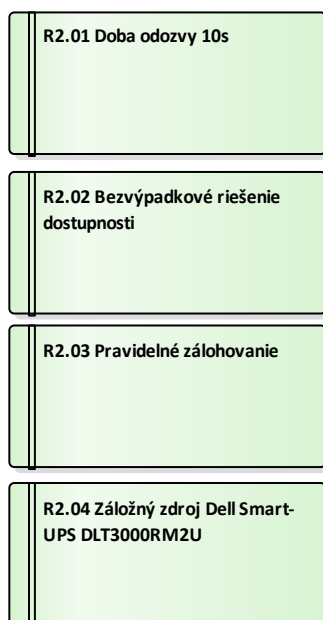 R2.01 Doba odozvy 10s
R2.02 Bezvýpadkové riešenie
dostupnosti
R2.03 Pravidelné zálohovanie
R2.04 Záložný zdroj Dell Smart-
UPS DLT3000RM2U